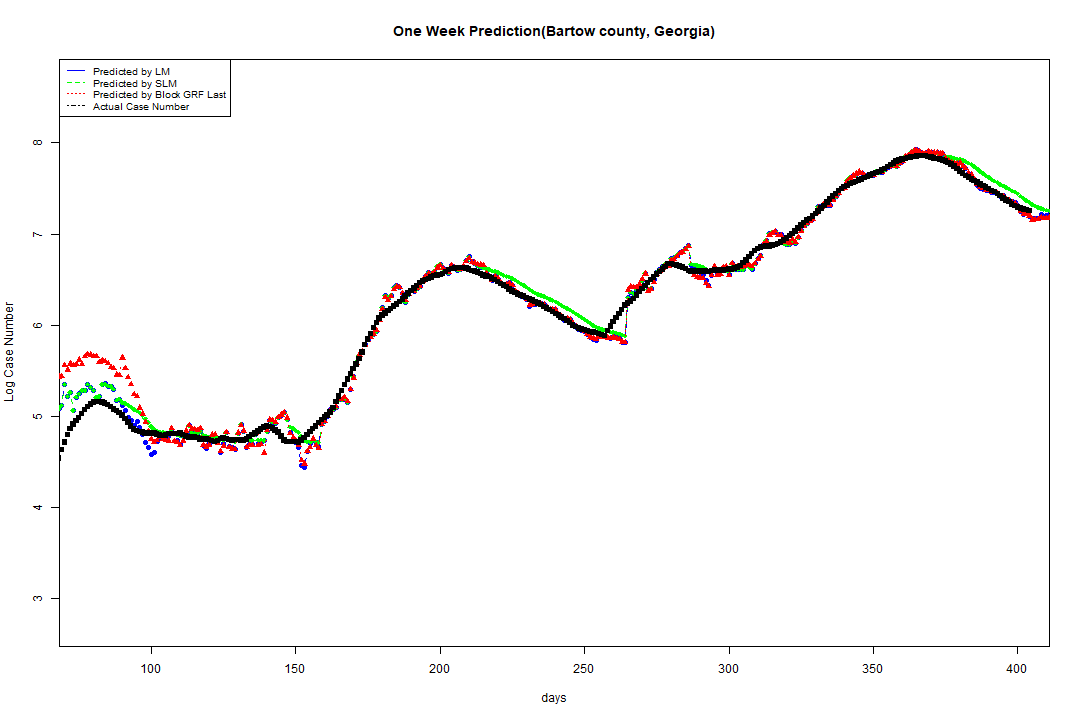 One Week Prediction(Bartow county, Georgia)
Predicted by LM
Predicted by SLM
Predicted by Block GRF Last
Actual Case Number
8
7
6
5
4
3
Log Case Number
100 150 200 250 300 350 400
days